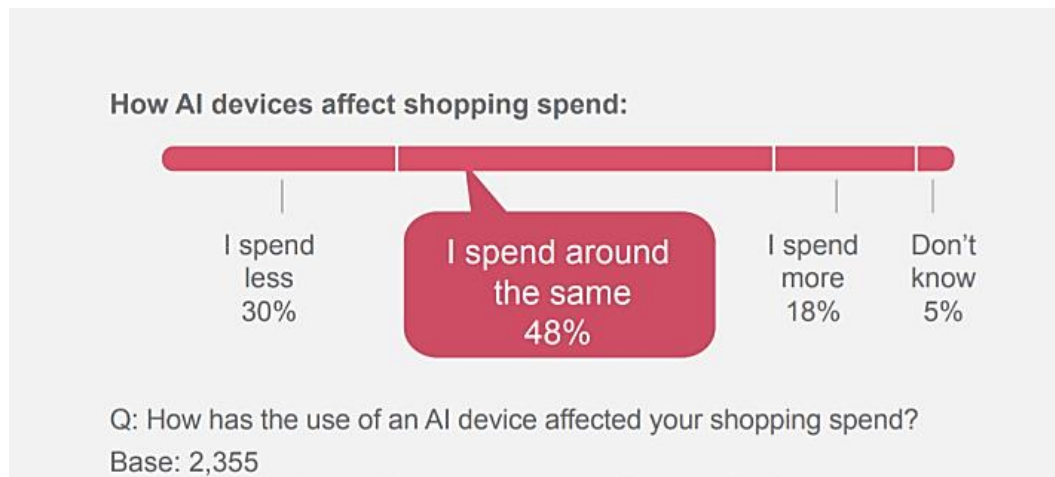 How AI devices affect shopping spend:
I spend
less
30%
I spend around
the same
48%
I spend
more
18%
Don't
know
5%
Q: How has the use of an AI device affected your shopping spend?
Base: 2,355